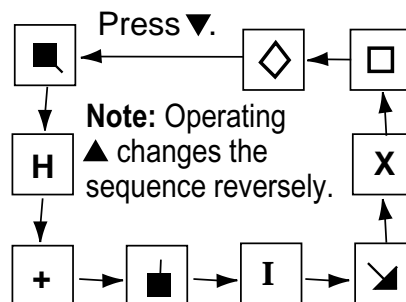 Press ▼.
Note: Operating
▲ changes the
sequence reversely.
H
X
+
I